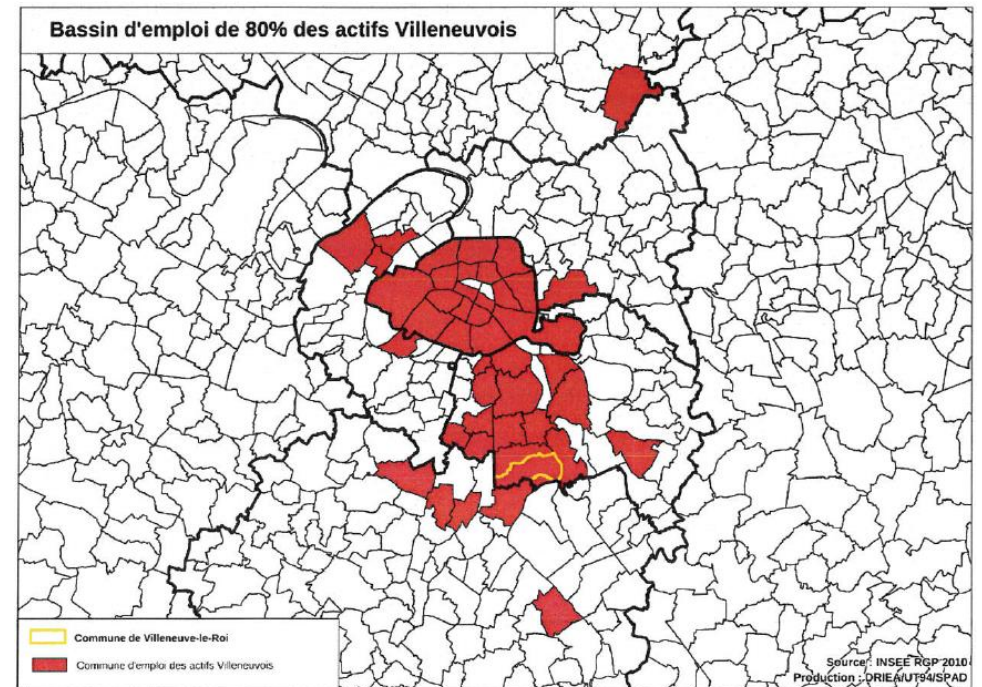 Bassin d'emploi de 80% des actifs Villeneuvois
Commune de Villeneuve-le-Roi
Commune d'emploi des actifs Villeneuvois
Source : INSEE RGP 2010
Production : DRIEA/UT94/SPAD